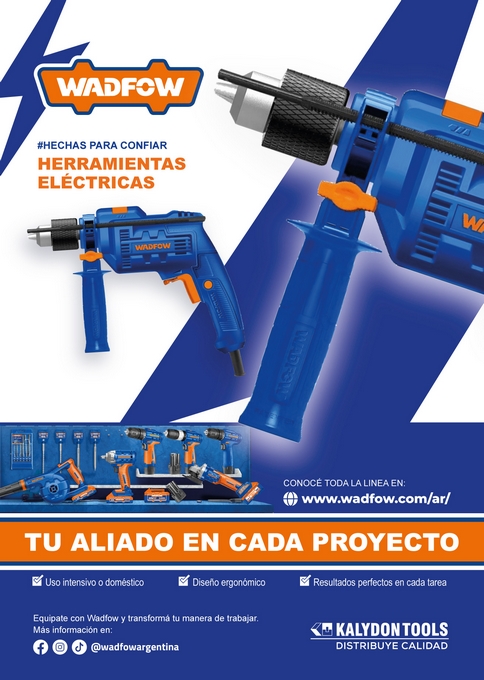 WADFOW
#HECHAS PARA CONFIAR
HERRAMIENTAS
ELÉCTRICAS
WADFOW
WADFOW
CONOCÉ TODA LA LINEA EN:
www.wadfow.com/ar/
TU ALIADO EN CADA PROYECTO
Uso intensivo o doméstico
Diseño ergonómico
Resultados perfectos en cada tarea
Equipate con Wadfow y transformá tu manera de trabajar.
Más información en:
@wadfowargentina
KALYDON TOOLS
DISTRIBUYE CALIDAD